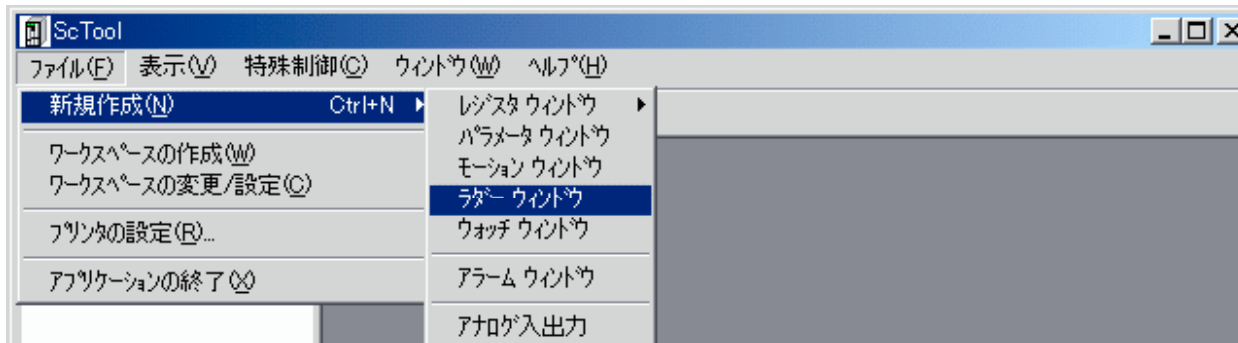 ScTool
ファイル(F) 表示(V) 特殊制御(C) ウィンドウ(W) ヘルプ(H)
新規作成(N) Ctrl+N
ワークスペースの作成(W)
ワークスペースの変更/設定(C)
プリンタの設定(R)...
アプリケーションの終了(X)
レジスタ ウィンドウ
パラメータ ウィンドウ
モーション ウィンドウ
ラダー ウィンドウ
ウォッチ ウィンドウ
アラーム ウィンドウ
アナログ入出力